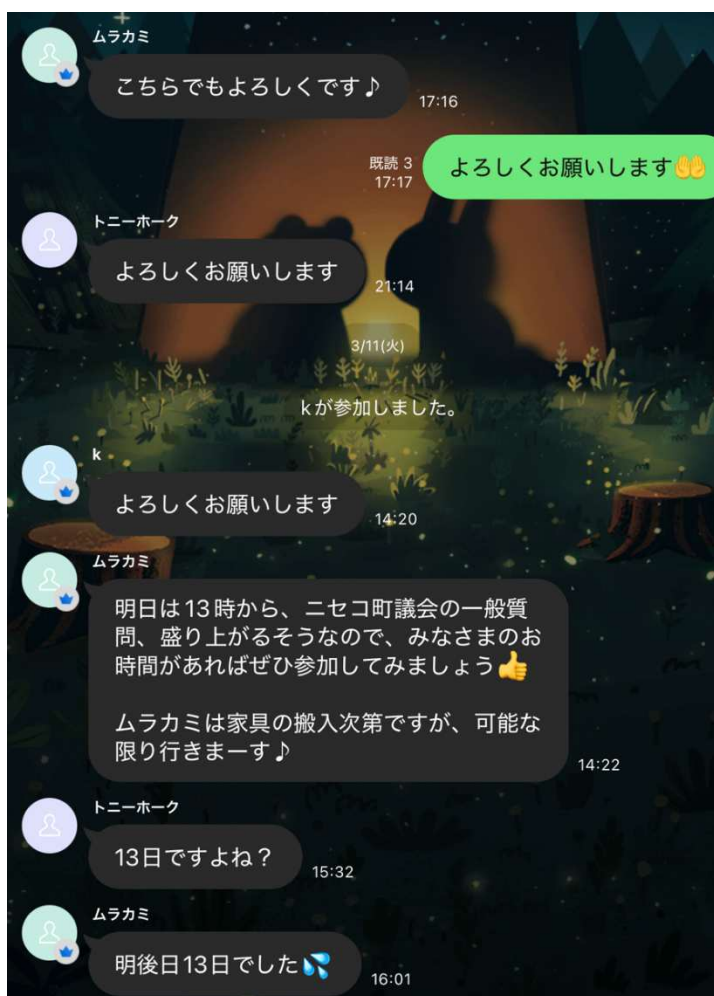 ムラカミ
こちらでもよろしくです♪
17:16
既読 3
17:17
よろしくお願いします🤲
トニーホーク
よろしくお願いします
21:14
3/11(火)
kが参加しました。
k
よろしくお願いします
14:20
ムラカミ
明日は13時から、ニセコ町議会の一般質
問、盛り上がるそうなので、みなさまのお
時間があればぜひ参加してみましょう👍
ムラカミは家具の搬入次第ですが、可能な
限り行きまーす♪
14:22
トニーホーク
13日ですよね？
15:32
ムラカミ
明後日13日でした💦
16:01